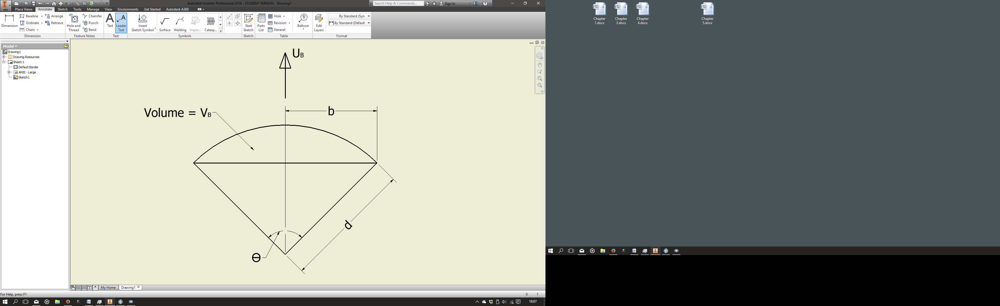 Autodesk Inventor Professional 2016 - STUDENT VERSION Drawing1
Search Help & Commands...
Sign In
PRO
Place Views Annotate Sketch Tools Manage View Environments Get Started Autodesk A360
Dimension
Baseline
Ordinate
Chain
Arrange
Retrieve
Dimension
Hole and Thread
Chamfer
Punch
Bend
Feature Notes
Text
Leader Text
Text
Insert Sketch Symbol
Surface
Welding
Impor...
Caterp...
Symbols
Start Sketch
Sketch
Parts List
Hole
Revision
General
Table
1
Balloon
Edit Layers
By Standard (Syn
By Standard (Default
Format
Model
Drawing1
Drawing Resources
Sheet:1
Default Border
ANSI - Large
Sketch1
UB
Volume = VB
b
d
Θ
2D
My Home
Drawing1
For Help, press F1
0 1
18:07
Chapter 1.docx
Chapter 3.docx
Chapter 4.docx
Chapter 5.docx